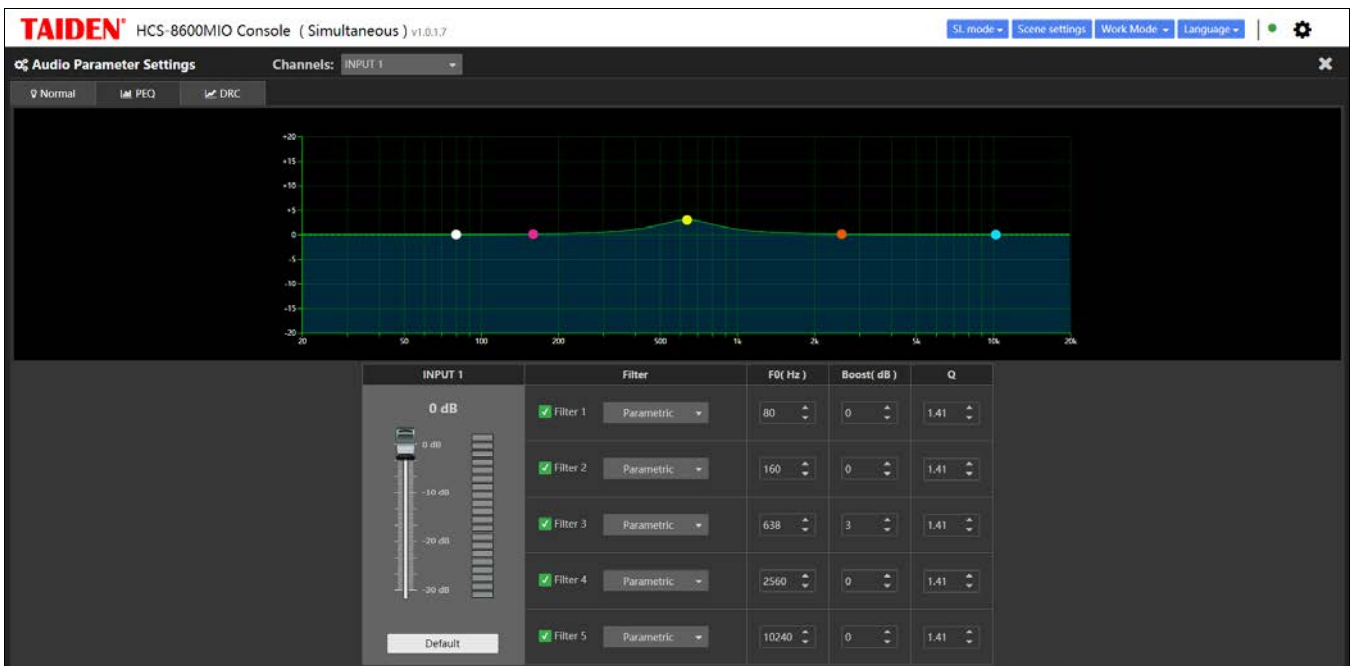 TAIDEN® HCS-8600MIO Console ( Simultaneous ) v1.0.1.7 SL mode Scene settings Work Mode Language
Audio Parameter Settings Channels: INPUT 1
Normal PEQ DRC
+20
+15
+10
+5
0
-5
-10
-15
-20
20 50 100 200 500 1k 2k 5k 10k 20k
INPUT 1 Filter F0( Hz ) Boost( dB ) Q
0 dB
Filter 1 Parametric 80 0 1.41
0 dB
Filter 2 Parametric 160 0 1.41
-10 dB
Filter 3 Parametric 638 3 1.41
-20 dB
Filter 4 Parametric 2560 0 1.41
-30 dB
Filter 5 Parametric 10240 0 1.41
Default